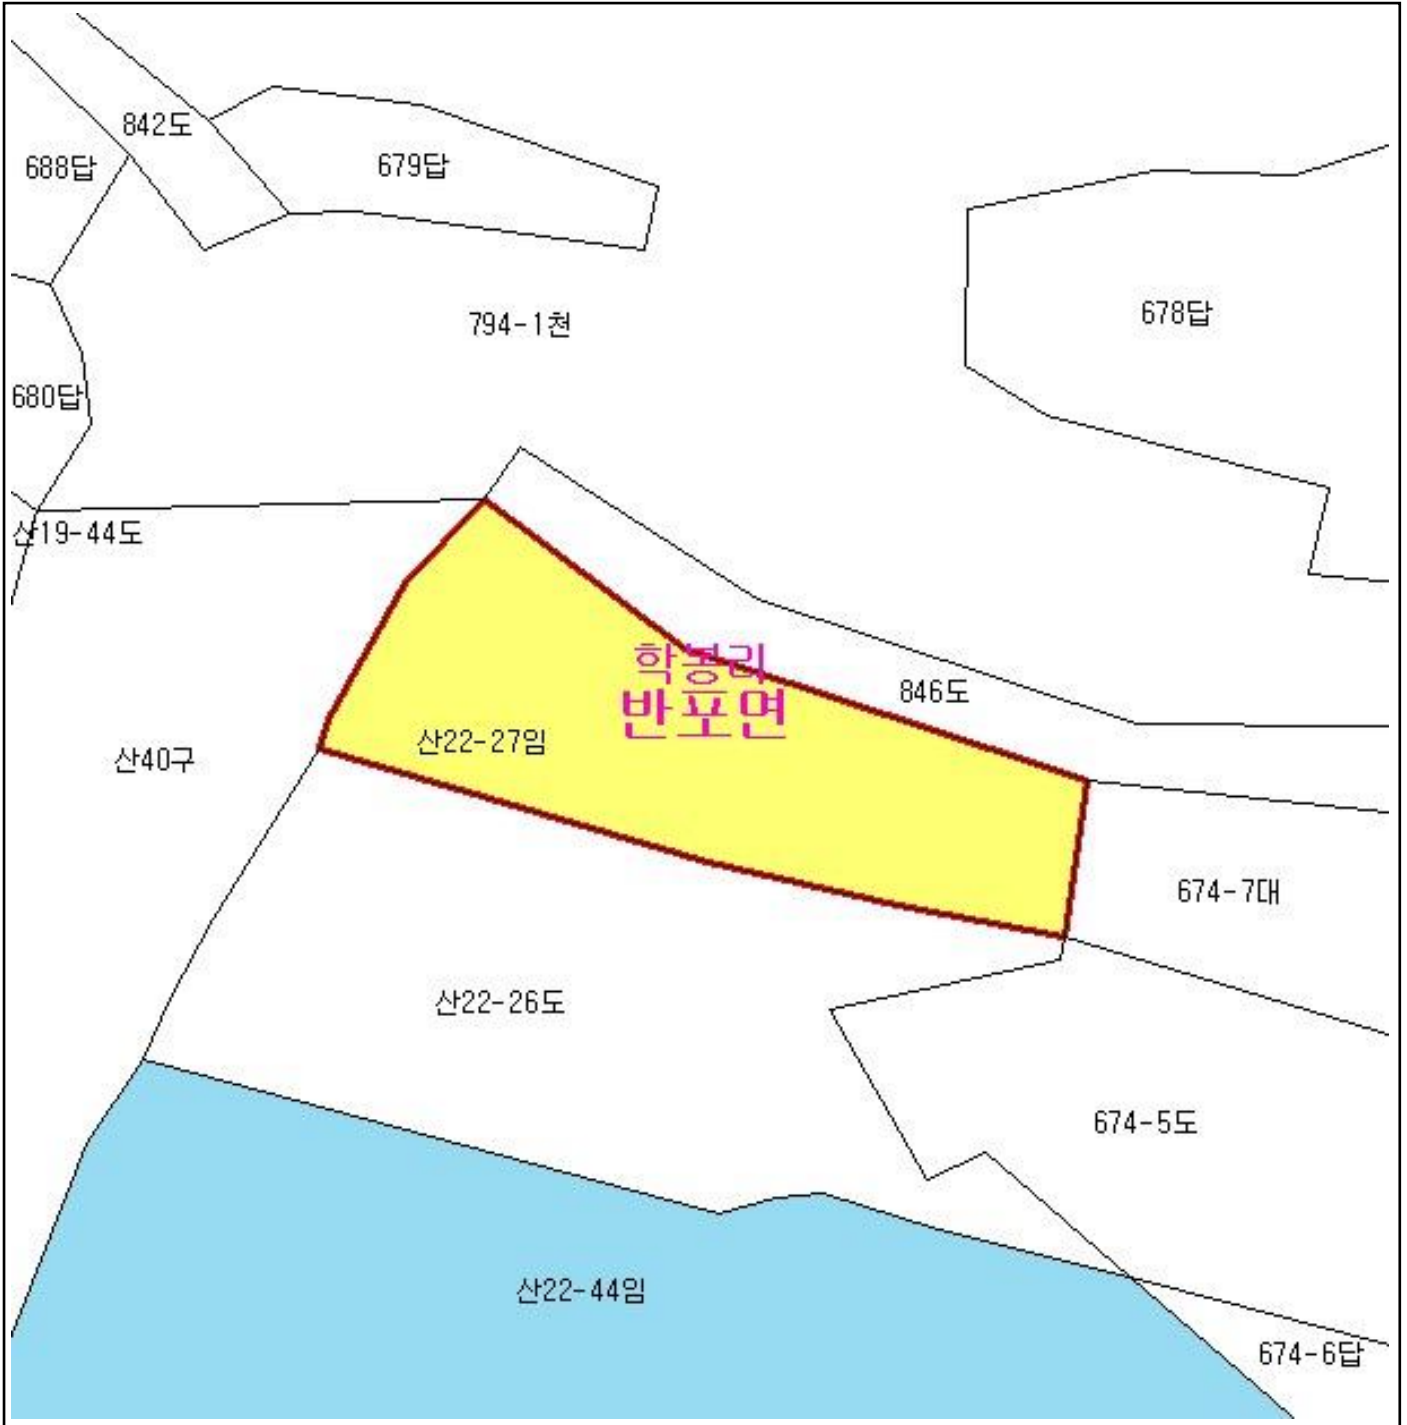 842도
688답
679답
794-1천
678답
680답
산19-44도
학봉리
반포면
846도
산22-27임
산40구
674-7대
산22-26도
674-5도
산22-44임
674-6답